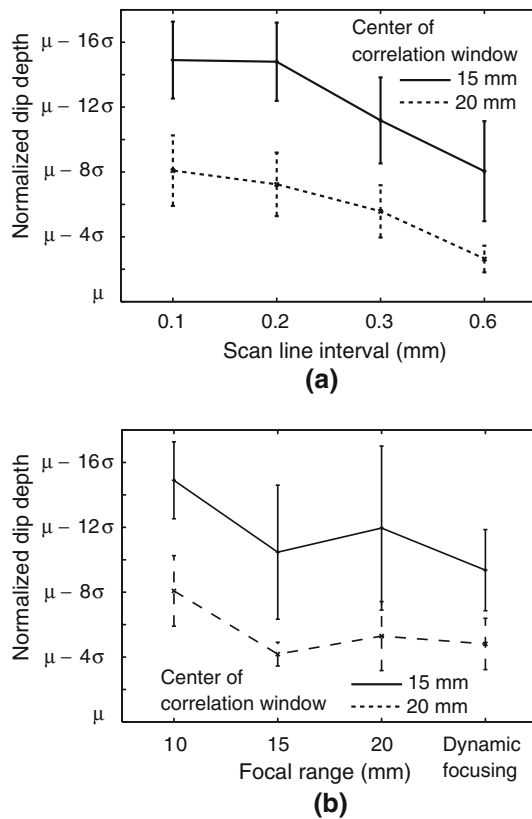 Normalized dip depth
μ − 16σ
μ − 12σ
μ − 8σ
μ − 4σ
μ
Center of
correlation window
15 mm
20 mm
0.1 0.2 0.3 0.6
Scan line interval (mm)
(a)
Normalized dip depth
μ − 16σ
μ − 12σ
μ − 8σ
μ − 4σ
μ
Center of
correlation window
15 mm
20 mm
10 15 20 Dynamic
focusing
Focal range (mm)
(b)